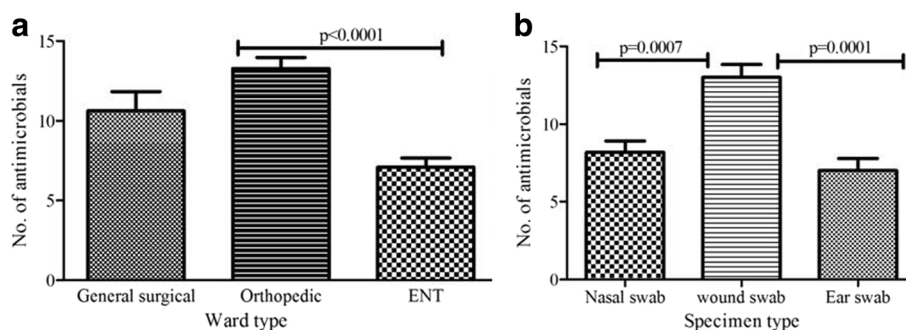 a
p<0.0001
15
10
5
0
No. of antimicrobials
General surgical Orthopedic ENT
Ward type
b
p=0.0007 p=0.0001
15
10
5
0
No. of antimicrobials
Nasal swab wound swab Ear swab
Specimen type